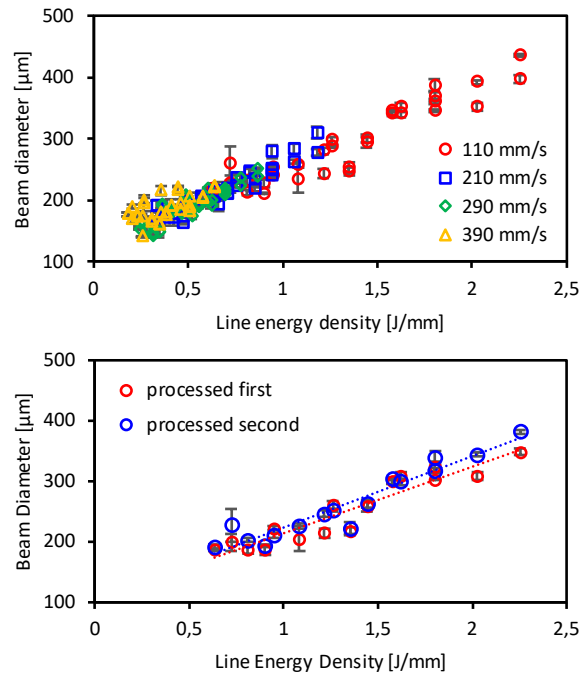 500
400
300
200
100
Beam diameter [µm]
110 mm/s
210 mm/s
290 mm/s
390 mm/s
0
0,5
1
1,5
2
2,5
Line energy density [J/mm]
500
400
300
200
100
Beam Diameter [µm]
processed first
processed second
0
0,5
1
1,5
2
2,5
Line Energy Density [J/mm]